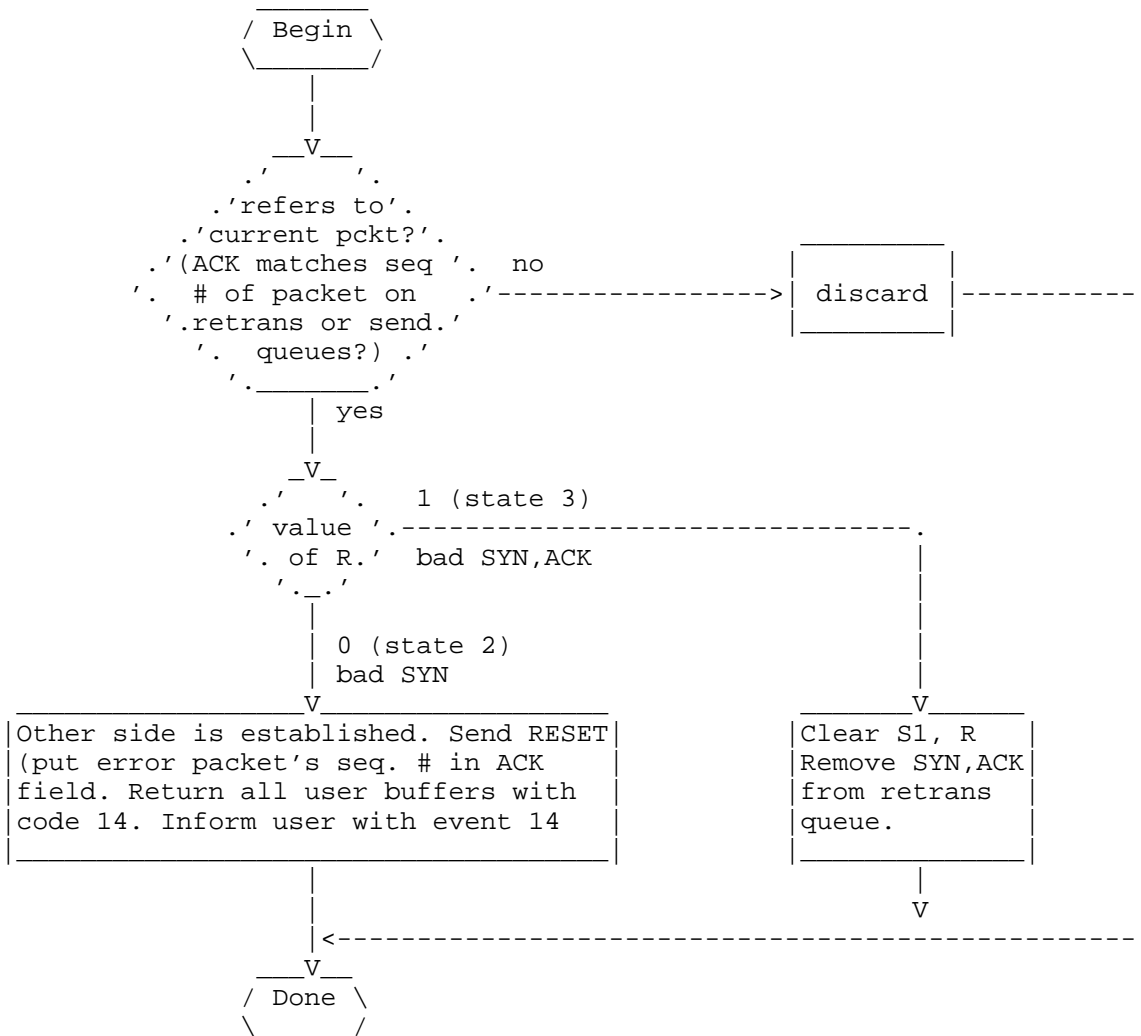 Begin
refers to
current pckt?
(ACK matches seq
no
# of packet on
discard
retrans or send
queues?)
yes
1 (state 3)
value
of R.
bad SYN,ACK
0 (state 2)
bad SYN
Other side is established. Send RESET
(put error packet's seq. # in ACK
field. Return all user buffers with
code 14. Inform user with event 14
Clear S1, R
Remove SYN,ACK
from retrans
queue.
Done